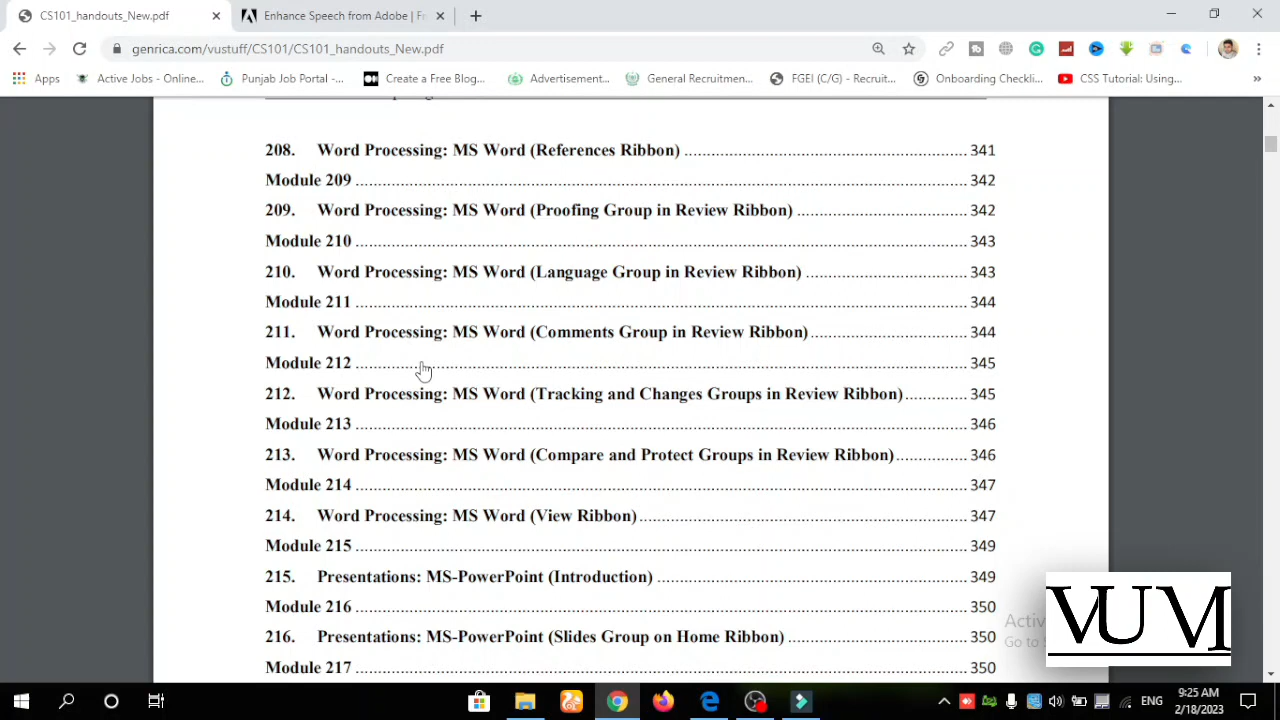 CS101_handouts_New.pdf
Enhance Speech from Adobe | Fr
genrica.com/vustuff/CS101/CS101_handouts_New.pdf
Apps
Active Jobs - Online...
Punjab Job Portal -...
Create a Free Blog...
Advertisement...
General Recruitmen...
FGEI (C/G) - Recruit...
Onboarding Checkli...
CSS Tutorial: Using...
208. Word Processing: MS Word (References Ribbon) 341
Module 209 342
209. Word Processing: MS Word (Proofing Group in Review Ribbon) 342
Module 210 343
210. Word Processing: MS Word (Language Group in Review Ribbon) 343
Module 211 344
211. Word Processing: MS Word (Comments Group in Review Ribbon) 344
Module 212 345
212. Word Processing: MS Word (Tracking and Changes Groups in Review Ribbon) 345
Module 213 346
213. Word Processing: MS Word (Compare and Protect Groups in Review Ribbon) 346
Module 214 347
214. Word Processing: MS Word (View Ribbon) 347
Module 215 349
215. Presentations: MS-PowerPoint (Introduction) 349
Module 216 350
216. Presentations: MS-PowerPoint (Slides Group on Home Ribbon) 350
Module 217 350
Activ
Go to S
VUM
ENG
9:25 AM
2/18/2023